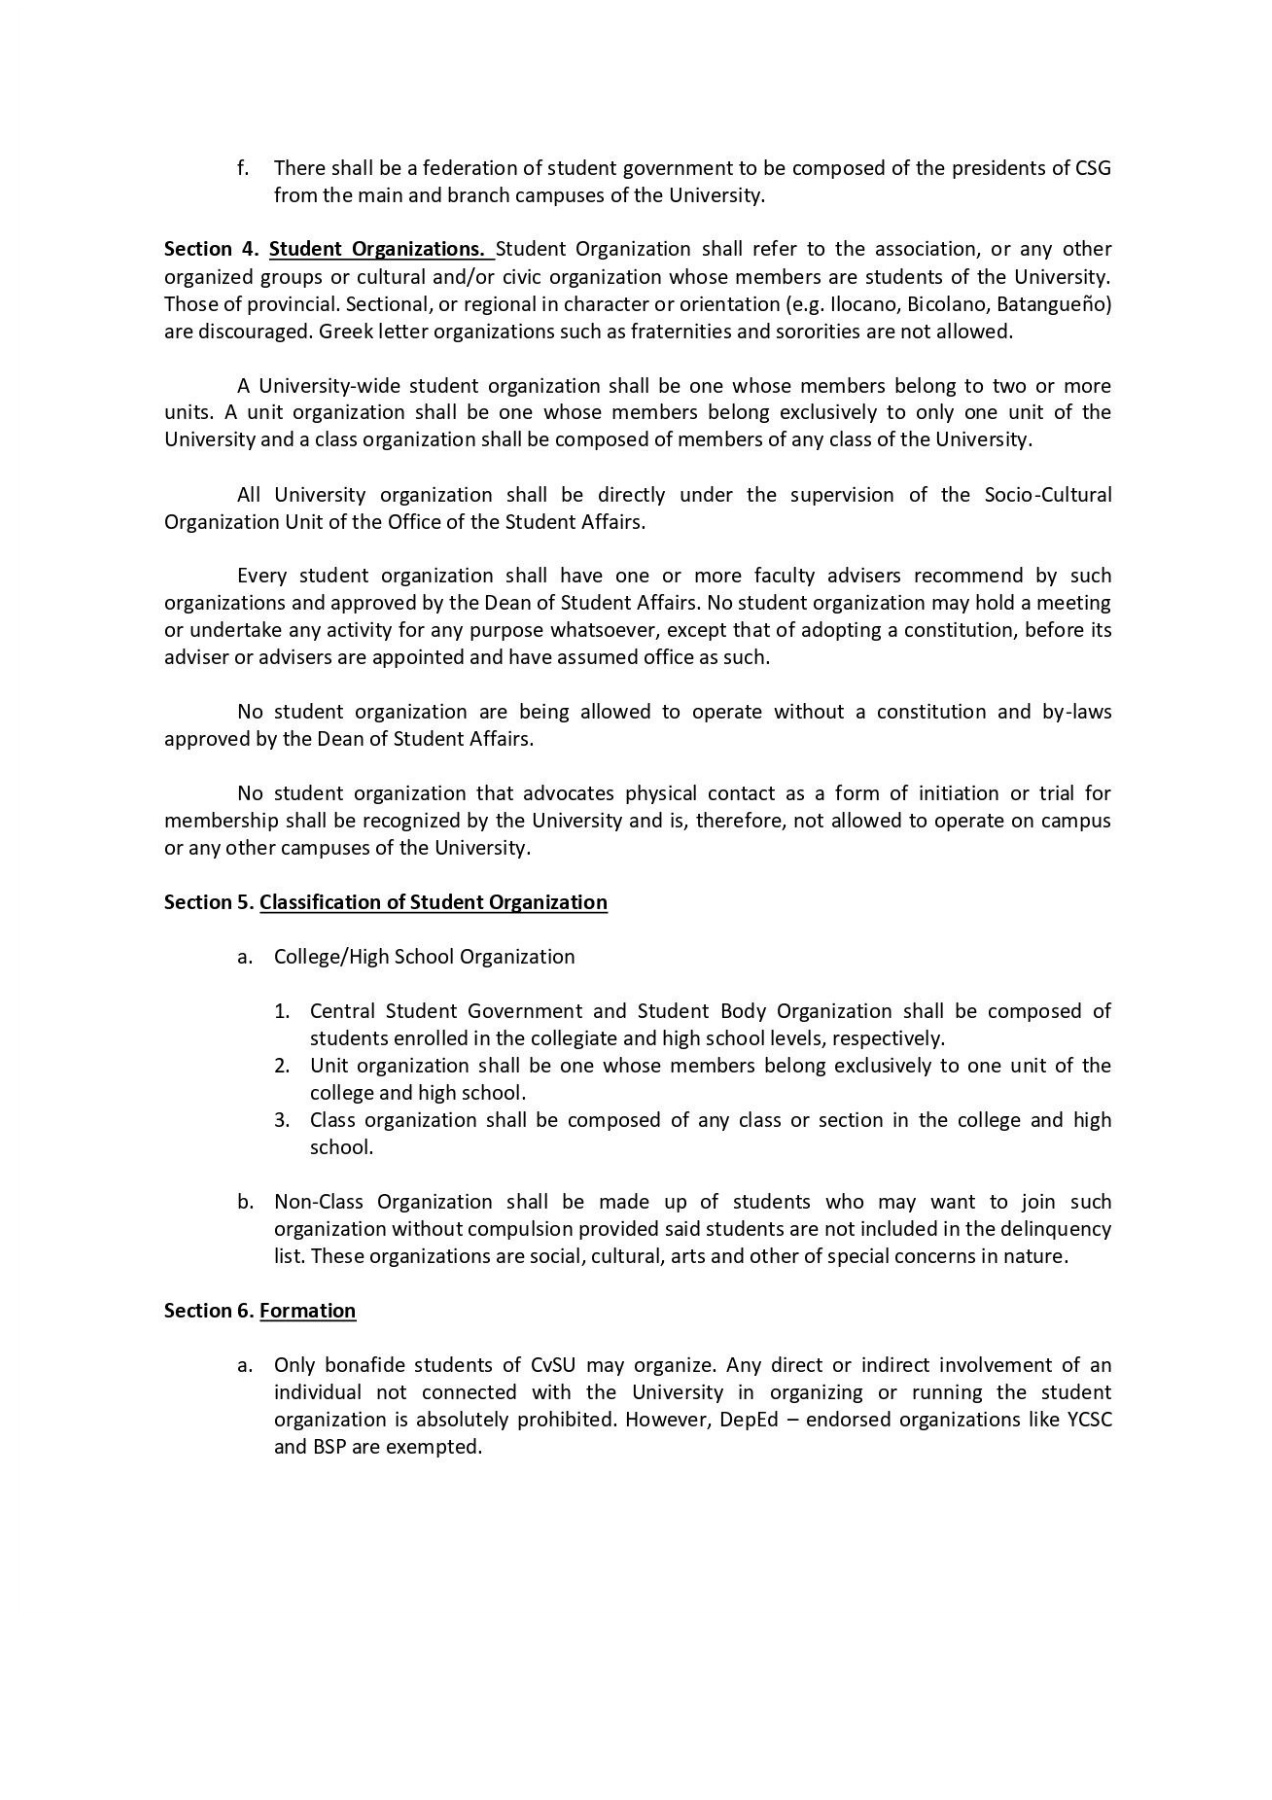 f. There shall be a federation of student government to be composed of the presidents of CSG
from the main and branch campuses of the University.
Section 4. Student Organizations. Student Organization shall refer to the association, or any other
organized groups or cultural and/or civic organization whose members are students of the University.
Those of provincial. Sectional, or regional in character or orientation (e.g. Ilocano, Bicolano, Batangueño)
are discouraged. Greek letter organizations such as fraternities and sororities are not allowed.
A University-wide student organization shall be one whose members belong to two or more
units. A unit organization shall be one whose members belong exclusively to only one unit of the
University and a class organization shall be composed of members of any class of the University.
All University organization shall be directly under the supervision of the Socio-Cultural
Organization Unit of the Office of the Student Affairs.
Every student organization shall have one or more faculty advisers recommend by such
organizations and approved by the Dean of Student Affairs. No student organization may hold a meeting
or undertake any activity for any purpose whatsoever, except that of adopting a constitution, before its
adviser or advisers are appointed and have assumed office as such.
No student organization are being allowed to operate without a constitution and by-laws
approved by the Dean of Student Affairs.
No student organization that advocates physical contact as a form of initiation or trial for
membership shall be recognized by the University and is, therefore, not allowed to operate on campus
or any other campuses of the University.
Section 5. Classification of Student Organization
a. College/High School Organization
1. Central Student Government and Student Body Organization shall be composed of
students enrolled in the collegiate and high school levels, respectively.
2. Unit organization shall be one whose members belong exclusively to one unit of the
college and high school.
3. Class organization shall be composed of any class or section in the college and high
school.
b. Non-Class Organization shall be made up of students who may want to join such
organization without compulsion provided said students are not included in the delinquency
list. These organizations are social, cultural, arts and other of special concerns in nature.
Section 6. Formation
a. Only bonafide students of CvSU may organize. Any direct or indirect involvement of an
individual not connected with the University in organizing or running the student
organization is absolutely prohibited. However, DepEd – endorsed organizations like YCSC
and BSP are exempted.